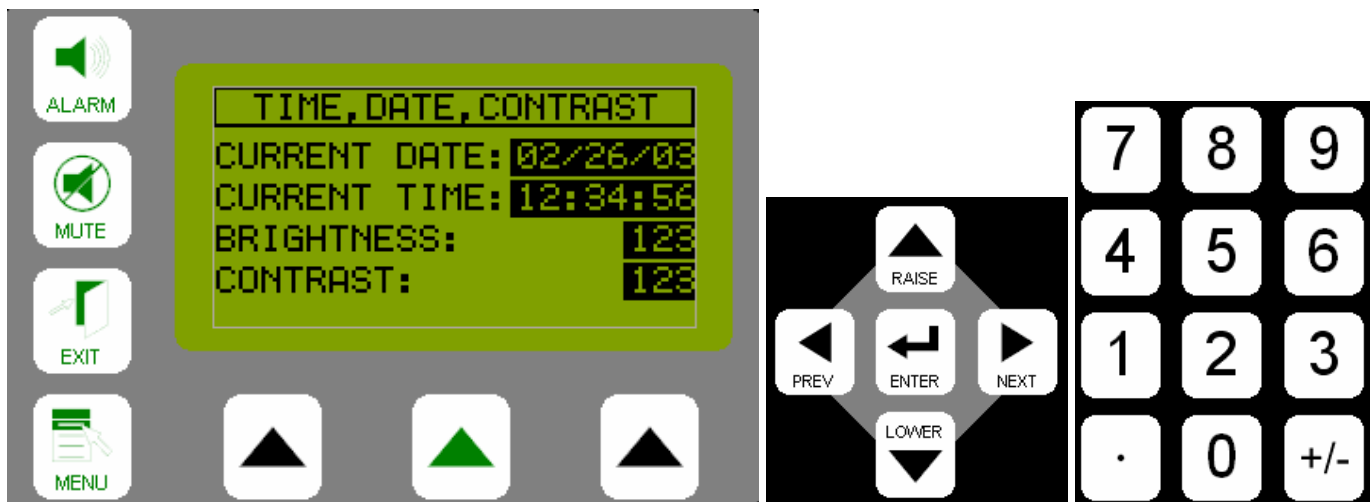 ALARM
MUTE
EXIT
MENU
TIME,DATE,CONTRAST
CURRENT DATE: 02/26/03
CURRENT TIME: 12:34:56
BRIGHTNESS: 123
CONTRAST: 123
RAISE
PREV ENTER NEXT
LOWER
7 8 9
4 5 6
1 2 3
. 0 +/-